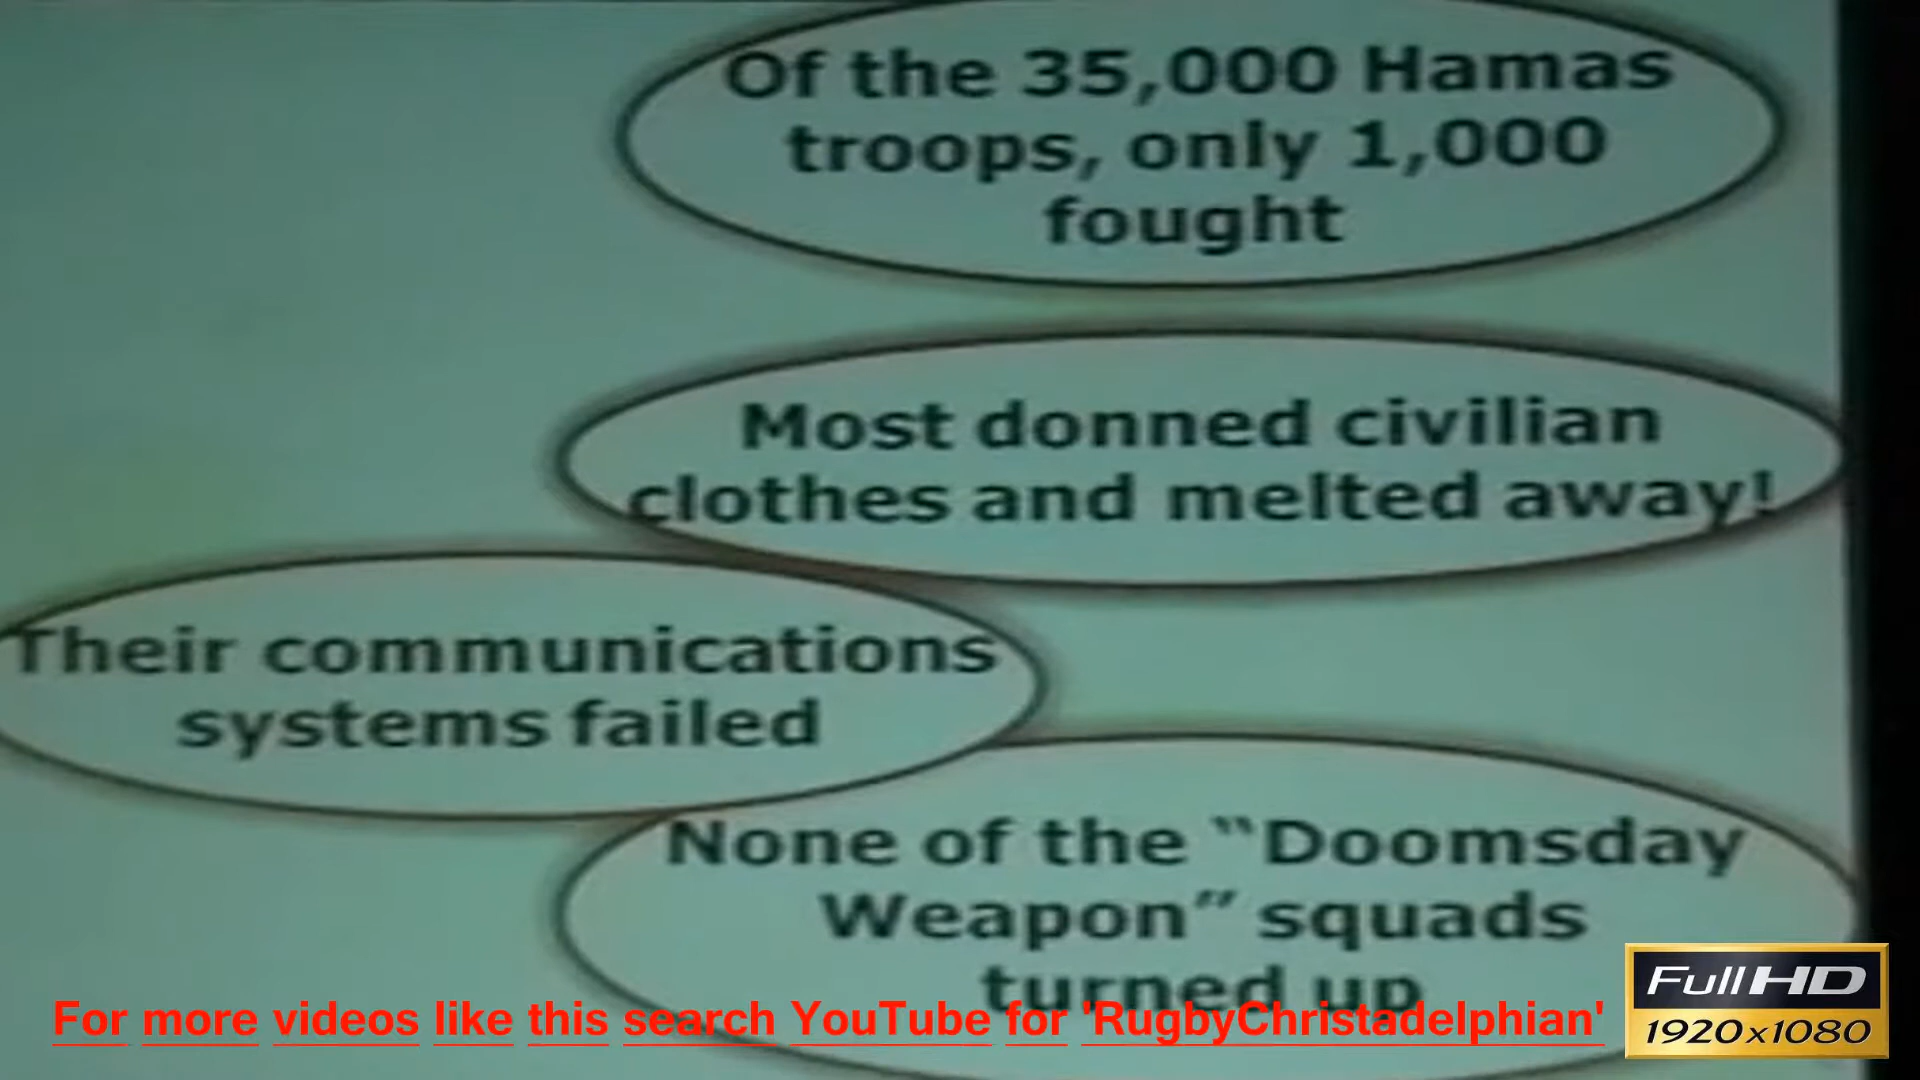 Of the 35,000 Hamas
troops, only 1,000
fought
Most donned civilian
clothes and melted away!
Their communications
systems failed
None of the “Doomsday
Weapon” squads
turned up
For more videos like this search YouTube for 'RugbyChristadelphian'
Full HD
1920x1080